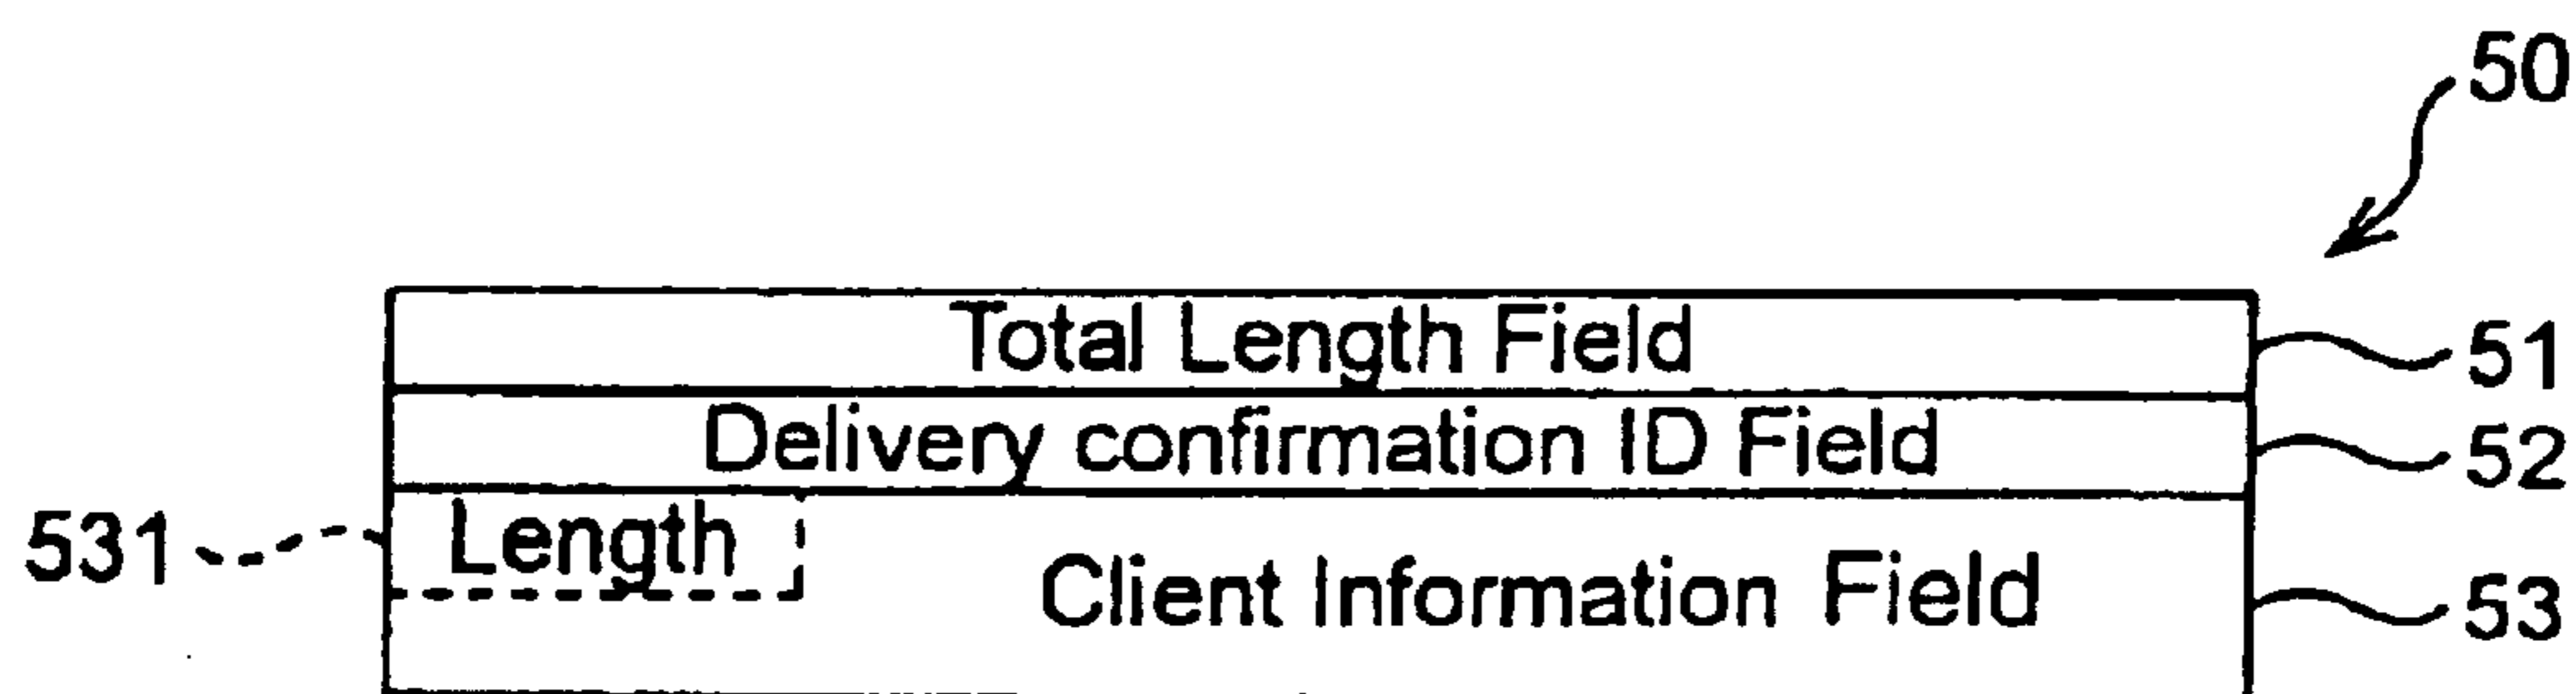 50
Total Length Field 51
Delivery confirmation ID Field 52
531 Length
Client Information Field 53